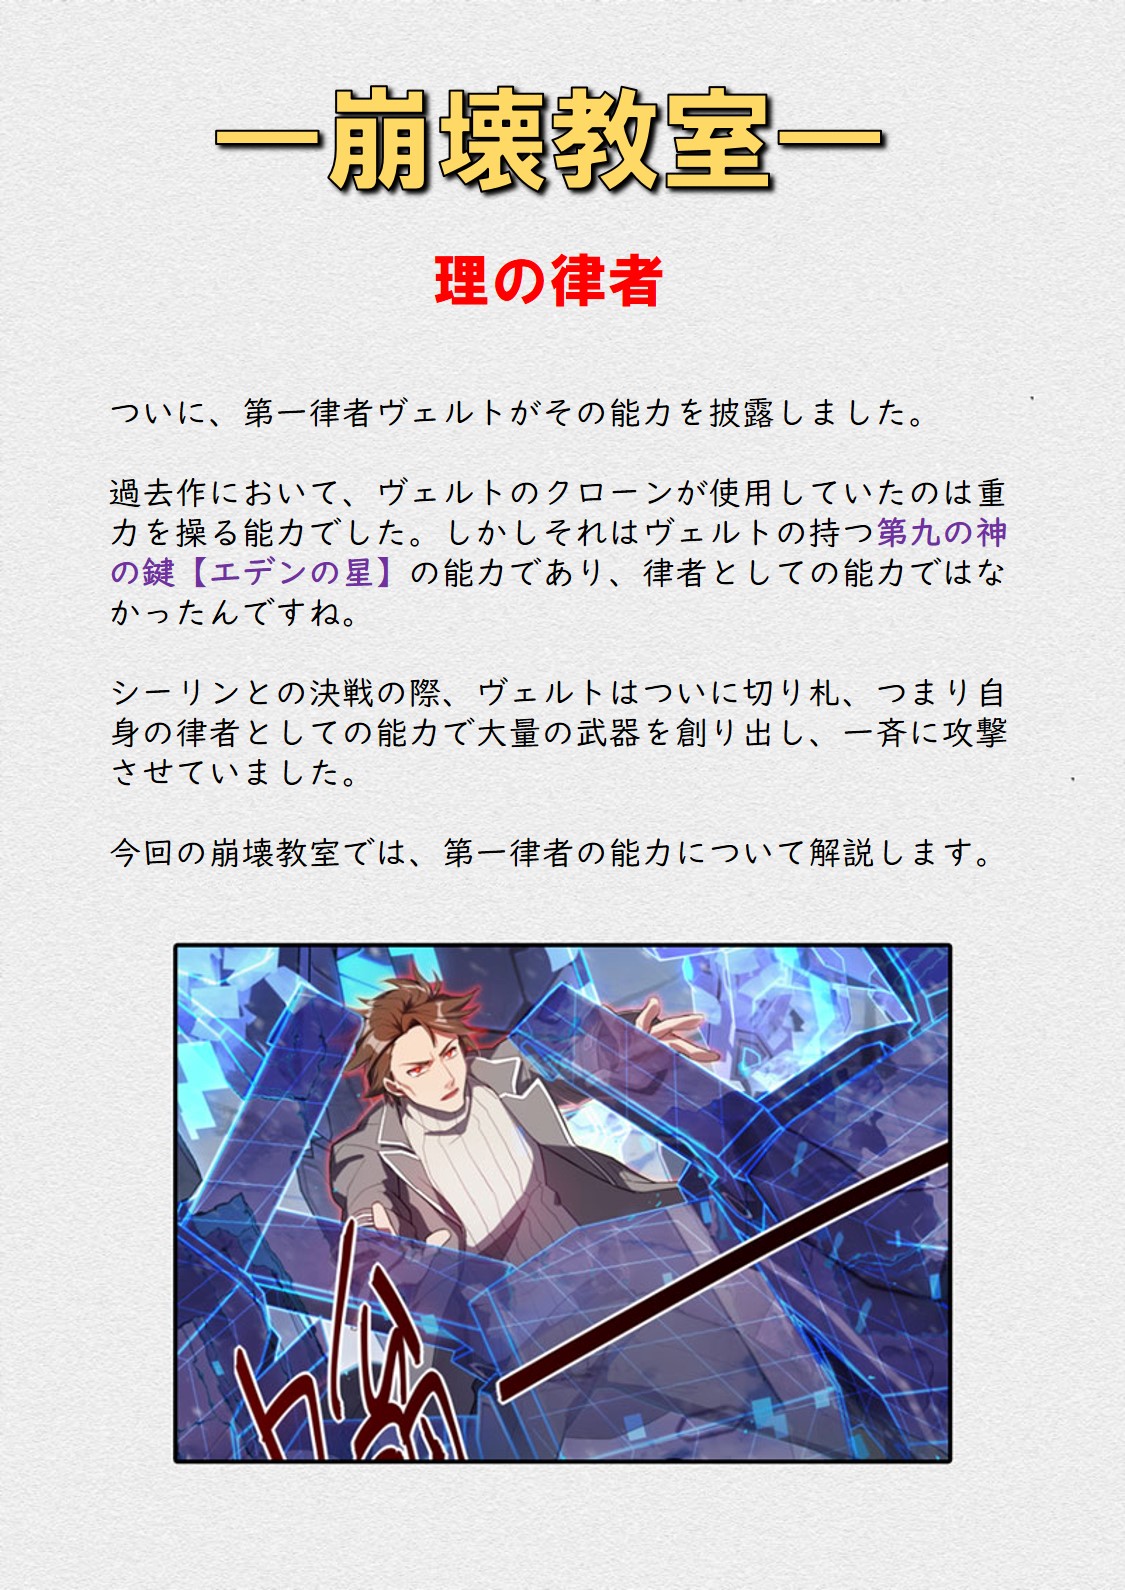 ―崩壊教室―
理の律者
ついに、第一律者ヴェルトがその能力を披露しました。
過去作において、ヴェルトのクローンが使用していたのは重
力を操る能力でした。しかしそれはヴェルトの持つ第九の神
の鍵【エデンの星】の能力であり、律者としての能力ではな
かったんですね。
シーリンとの決戦の際、ヴェルトはついに切り札、つまり自
身の律者としての能力で大量の武器を創り出し、一斉に攻撃
させていました。
今回の崩壊教室では、第一律者の能力について解説します。